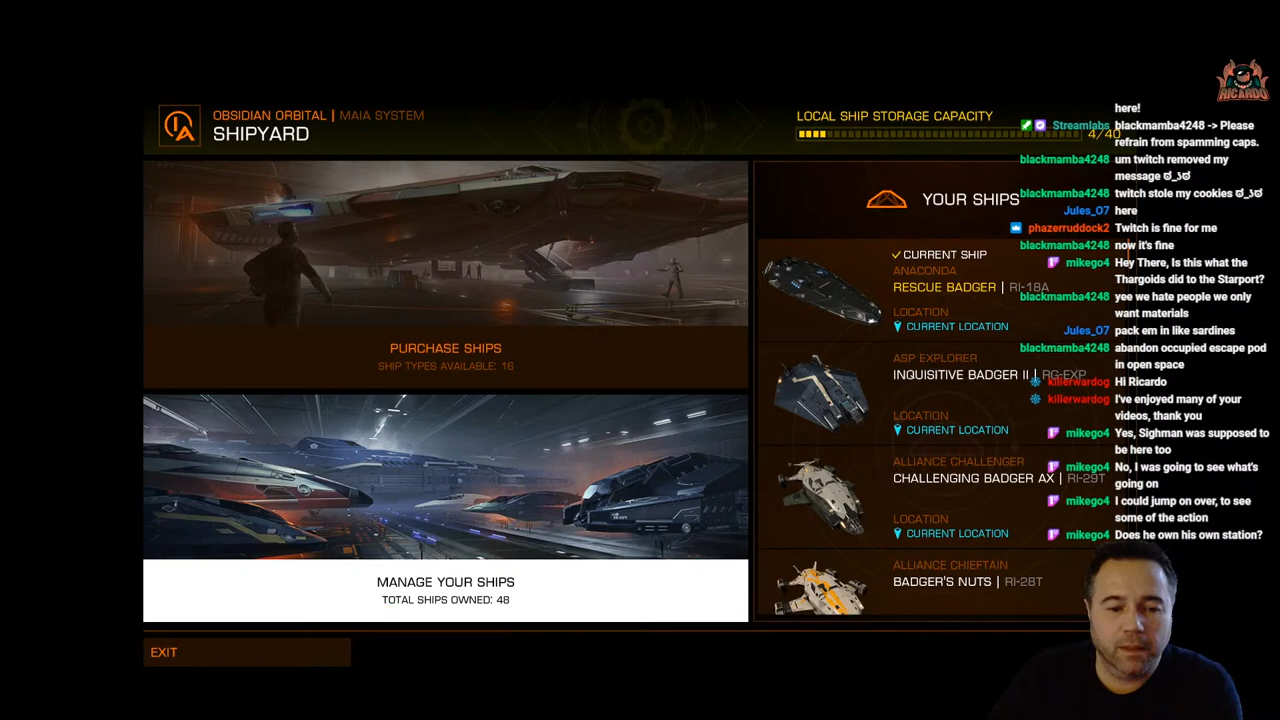 OBSIDIAN ORBITAL | MAIA SYSTEM
SHIPYARD
LOCAL SHIP STORAGE CAPACITY
4/40
PURCHASE SHIPS
SHIP TYPES AVAILABLE: 16
MANAGE YOUR SHIPS
TOTAL SHIPS OWNED: 48
EXIT
YOUR SHIPS
CURRENT SHIP
ANACONDA
RESCUE BADGER | RI-18A
LOCATION
CURRENT LOCATION
ASP EXPLORER
INQUISITIVE BADGER II | RG-EXP
LOCATION
CURRENT LOCATION
ALLIANCE CHALLENGER
CHALLENGING BADGER AX | RI-29T
LOCATION
CURRENT LOCATION
ALLIANCE CHIEFTAIN
BADGER'S NUTS | RI-28T
RICARDO
here!
Streamlabs blackmamba4248 -> Please
refrain from spamming caps.
blackmamba4248 um twitch removed my
message ಠ_ʖಠ
blackmamba4248 twitch stole my cookies ಠ_ʖಠ
Jules_07 here
phazerruddock2 Twitch is fine for me
blackmamba4248 now it's fine
mikego4 Hey There, Is this what the
Thargoids did to the Starport?
blackmamba4248 yee we hate people we only
want materials
Jules_07 pack em in like sardines
blackmamba4248 abandon occupied escape pod
in open space
killerwardog Hi Ricardo
killerwardog I've enjoyed many of your
videos, thank you
mikego4 Yes, Sighman was supposed to
be here too
mikego4 No, I was going to see what's
going on
mikego4 I could jump on over, to see
some of the action
mikego4 Does he own his own station?